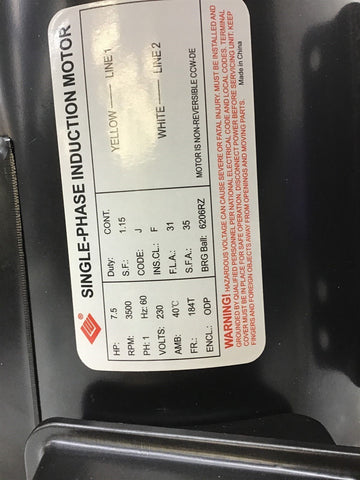 SINGLE-PHASE INDUCTION MOTOR
HP: 7.5 Duty: CONT.
RPM: 3500 S.F.: 1.15
PH: 1 Hz: 60 CODE: J
VOLTS: 230 INS.CL.: F
AMB: 40℃ F.L.A.: 31
FR.: 184T S.F.A.: 35
ENCL.: ODP BRG Ball: 6206RZ
YELLOW —— LINE 1
WHITE —— LINE 2
MOTOR IS NON-REVERSIBLE CCW-DE
WARNING! HAZARDOUS VOLTAGE CAN CAUSE SEVERE OR FATAL INJURY. MUST BE INSTALLED AND
GROUNDED BY QUALIFIED PERSONNEL PER NATIONAL ELECTRICAL CODE AND LOCAL CODES. TERMINAL
COVER MUST BE IN PLACE FOR SAFE OPERATION, DISCONNECT POWER BEFORE SERVICING UNIT. KEEP
FINGERS AND FOREIGN OBJECTS AWAY FROM OPENINGS AND MOVING PARTS.
Made in China